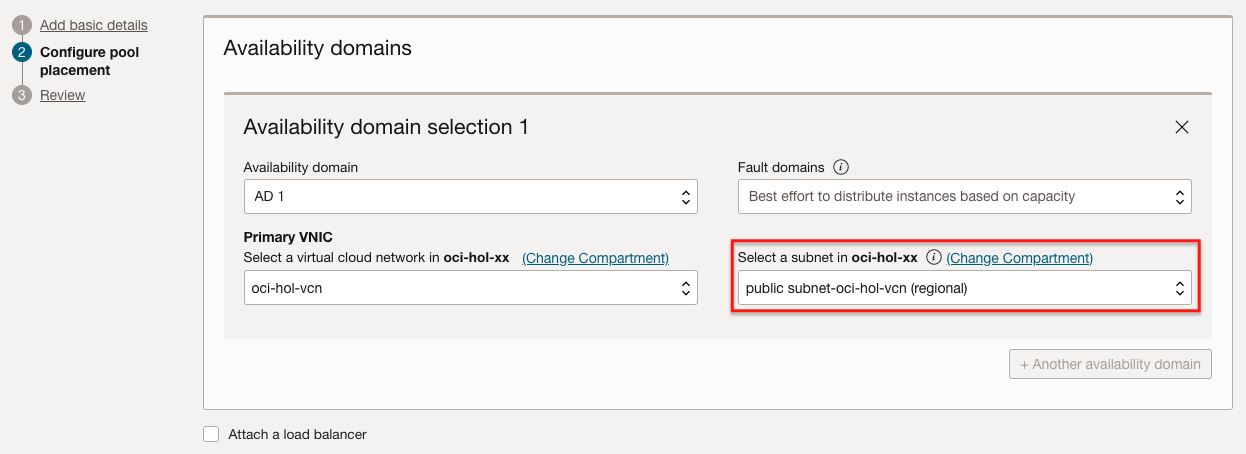 1 Add basic details
2 Configure pool
placement
3 Review
Availability domains
Availability domain selection 1
Availability domain
Fault domains i
AD 1
Best effort to distribute instances based on capacity
Primary VNIC
Select a virtual cloud network in oci-hol-xx (Change Compartment)
Select a subnet in oci-hol-xx i (Change Compartment)
oci-hol-vcn
public subnet-oci-hol-vcn (regional)
+ Another availability domain
Attach a load balancer